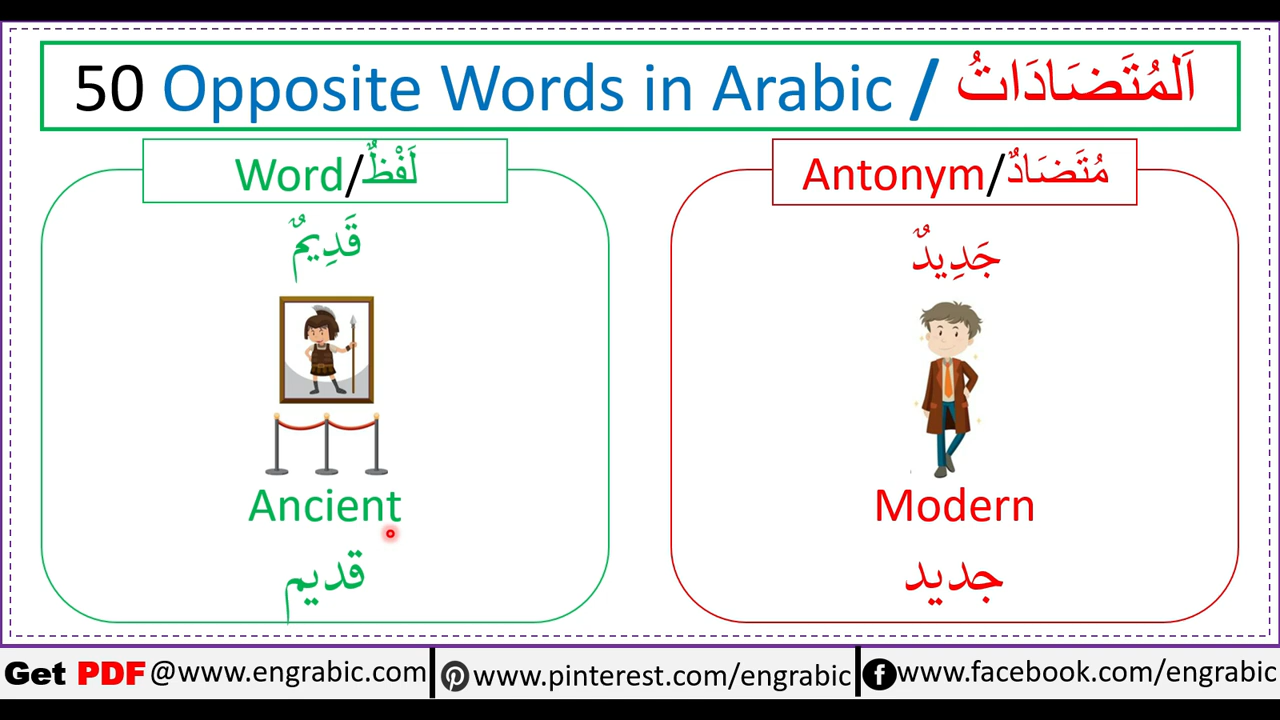 50 Opposite Words in Arabic / اَلْمُتَضَادَاتُ
Word/لَفْظٌ
قَدِيمٌ
Ancient
قديم
Antonym/مُتَضَادٌ
جَدِيدٌ
Modern
جديد
Get PDF @www.engrabic.com
www.pinterest.com/engrabic
www.facebook.com/engrabic